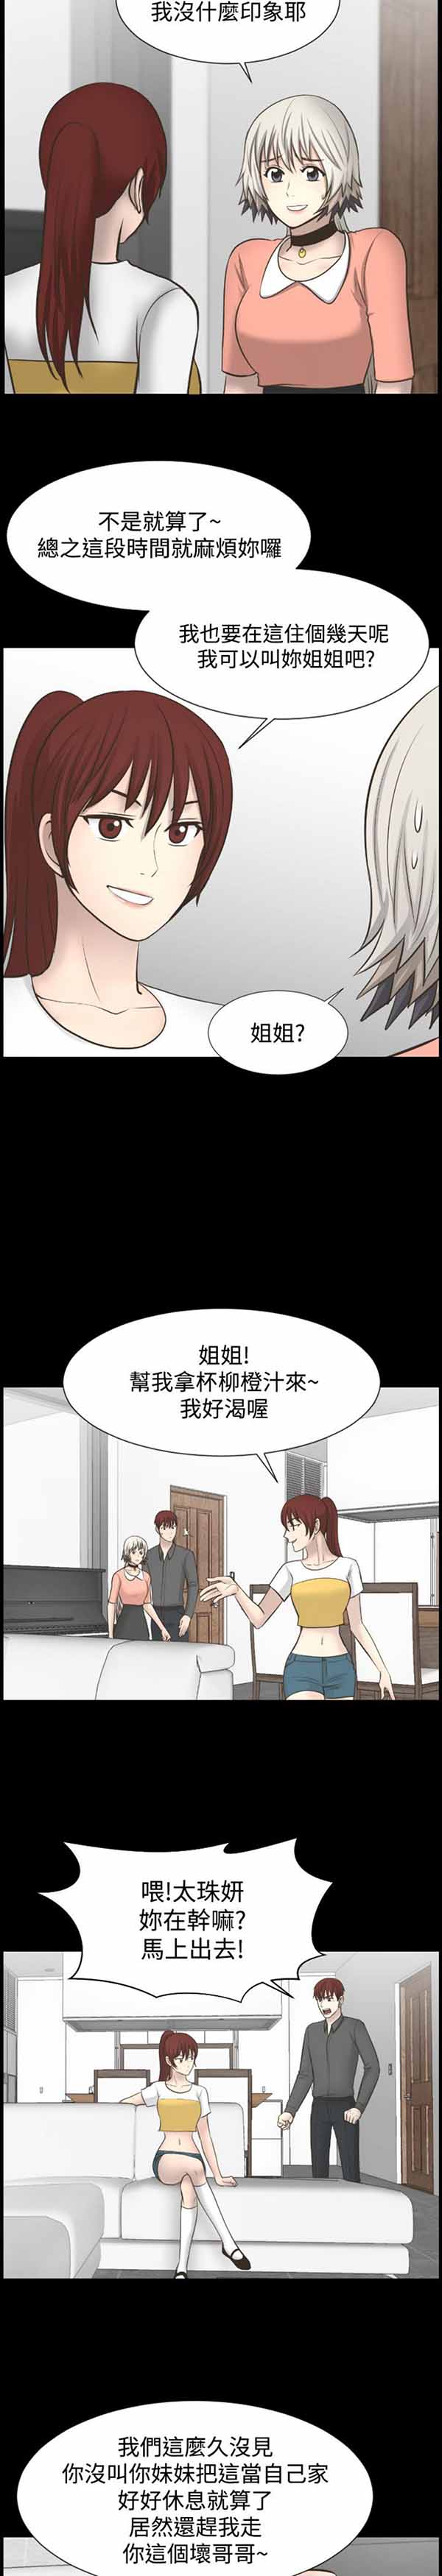 我沒什麼印象耶
不是就算了~
總之這段時間就麻煩妳囉
我也要在這住個幾天呢
我可以叫妳姐姐吧?
姐姐?
姐姐!
幫我拿杯柳橙汁來~
我好渴喔
喂!太珠妍
妳在幹嘛?
馬上出去!
我們這麼久沒見
你沒叫你妹妹把這當自己家
好好休息就算了
居然還趕我走
你這個壞哥哥~